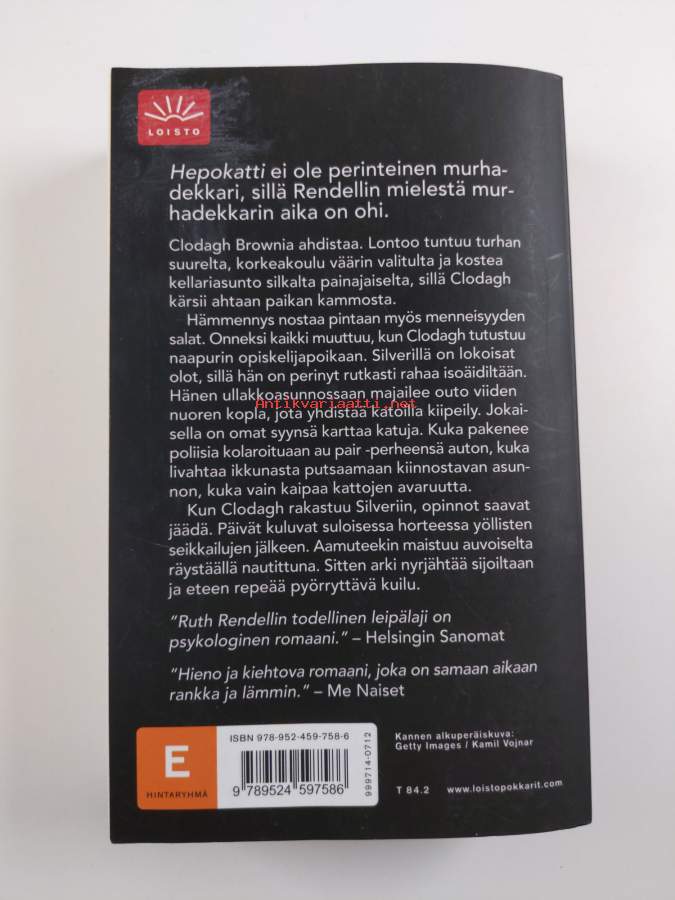 LOISTO
Hepokatti ei ole perinteinen murha-
dekkari, sillä Rendellin mielestä mur-
hadekkarin aika on ohi.
Clodagh Brownia ahdistaa. Lontoo tuntuu turhan
suurelta, korkeakoulu väärin valitulta ja kostea
kellariasunto silkalta painajaiselta, sillä Clodagh
kärsii ahtaan paikan kammosta.
Hämmennys nostaa pintaan myös menneisyyden
salat. Onneksi kaikki muuttuu, kun Clodagh tutustuu
naapurin opiskelijapoikaan. Silverillä on lokoisat
olot, sillä hän on perinyt rutkasti rahaa isoäidiltään.
Hänen ullakkoasunnossaan majailee outo viiden
Antikvariaatti.net
nuoren kopla, jota yhdistää katoilla kiipeily. Jokai-
sella on omat syynsä karttaa katuja. Kuka pakenee
poliisia kolaroituaan au pair -perheensä auton, kuka
livahtaa ikkunasta putsaamaan kiinnostavan asun-
non, kuka vain kaipaa kattojen avaruutta.
Kun Clodagh rakastuu Silveriin, opinnot saavat
jäädä. Päivät kuluvat suloisessa horteessa yöllisten
seikkailujen jälkeen. Aamuteekin maistuu auvoiselta
räystäällä nautittuna. Sitten arki nyrjähtää sijoiltaan
ja eteen repeää pyörryttävä kuilu.
"Ruth Rendellin todellinen leipälaji on
psykologinen romaani." – Helsingin Sanomat
"Hieno ja kiehtova romaani, joka on samaan aikaan
rankka ja lämmin." – Me Naiset
E
HINTARYHMÄ
ISBN 978-952-459-758-6
9 789524 597586
999714-0712
Kannen alkuperäiskuva:
Getty Images / Kamil Vojnar
T 84.2 www.loistopokkarit.com